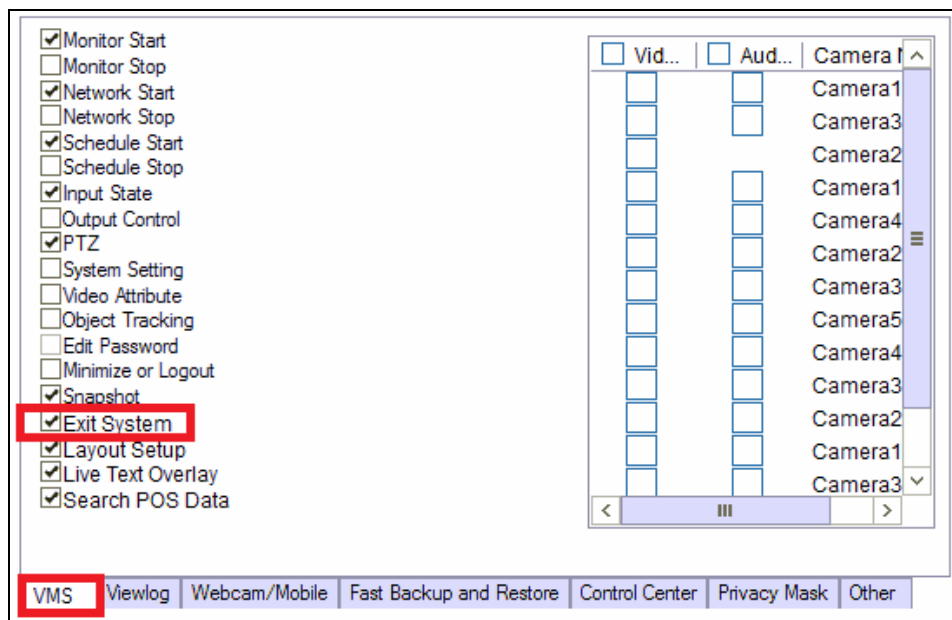 Monitor Start
Monitor Stop
Network Start
Network Stop
Schedule Start
Schedule Stop
Input State
Output Control
PTZ
System Setting
Video Attribute
Object Tracking
Edit Password
Minimize or Logout
Snapshot
Exit System
Layout Setup
Live Text Overlay
Search POS Data
Vid... Aud... Camera
Camera1
Camera3
Camera2
Camera1
Camera4
Camera2
Camera3
Camera5
Camera4
Camera3
Camera2
Camera1
Camera3
VMS Viewlog Webcam/Mobile Fast Backup and Restore Control Center Privacy Mask Other